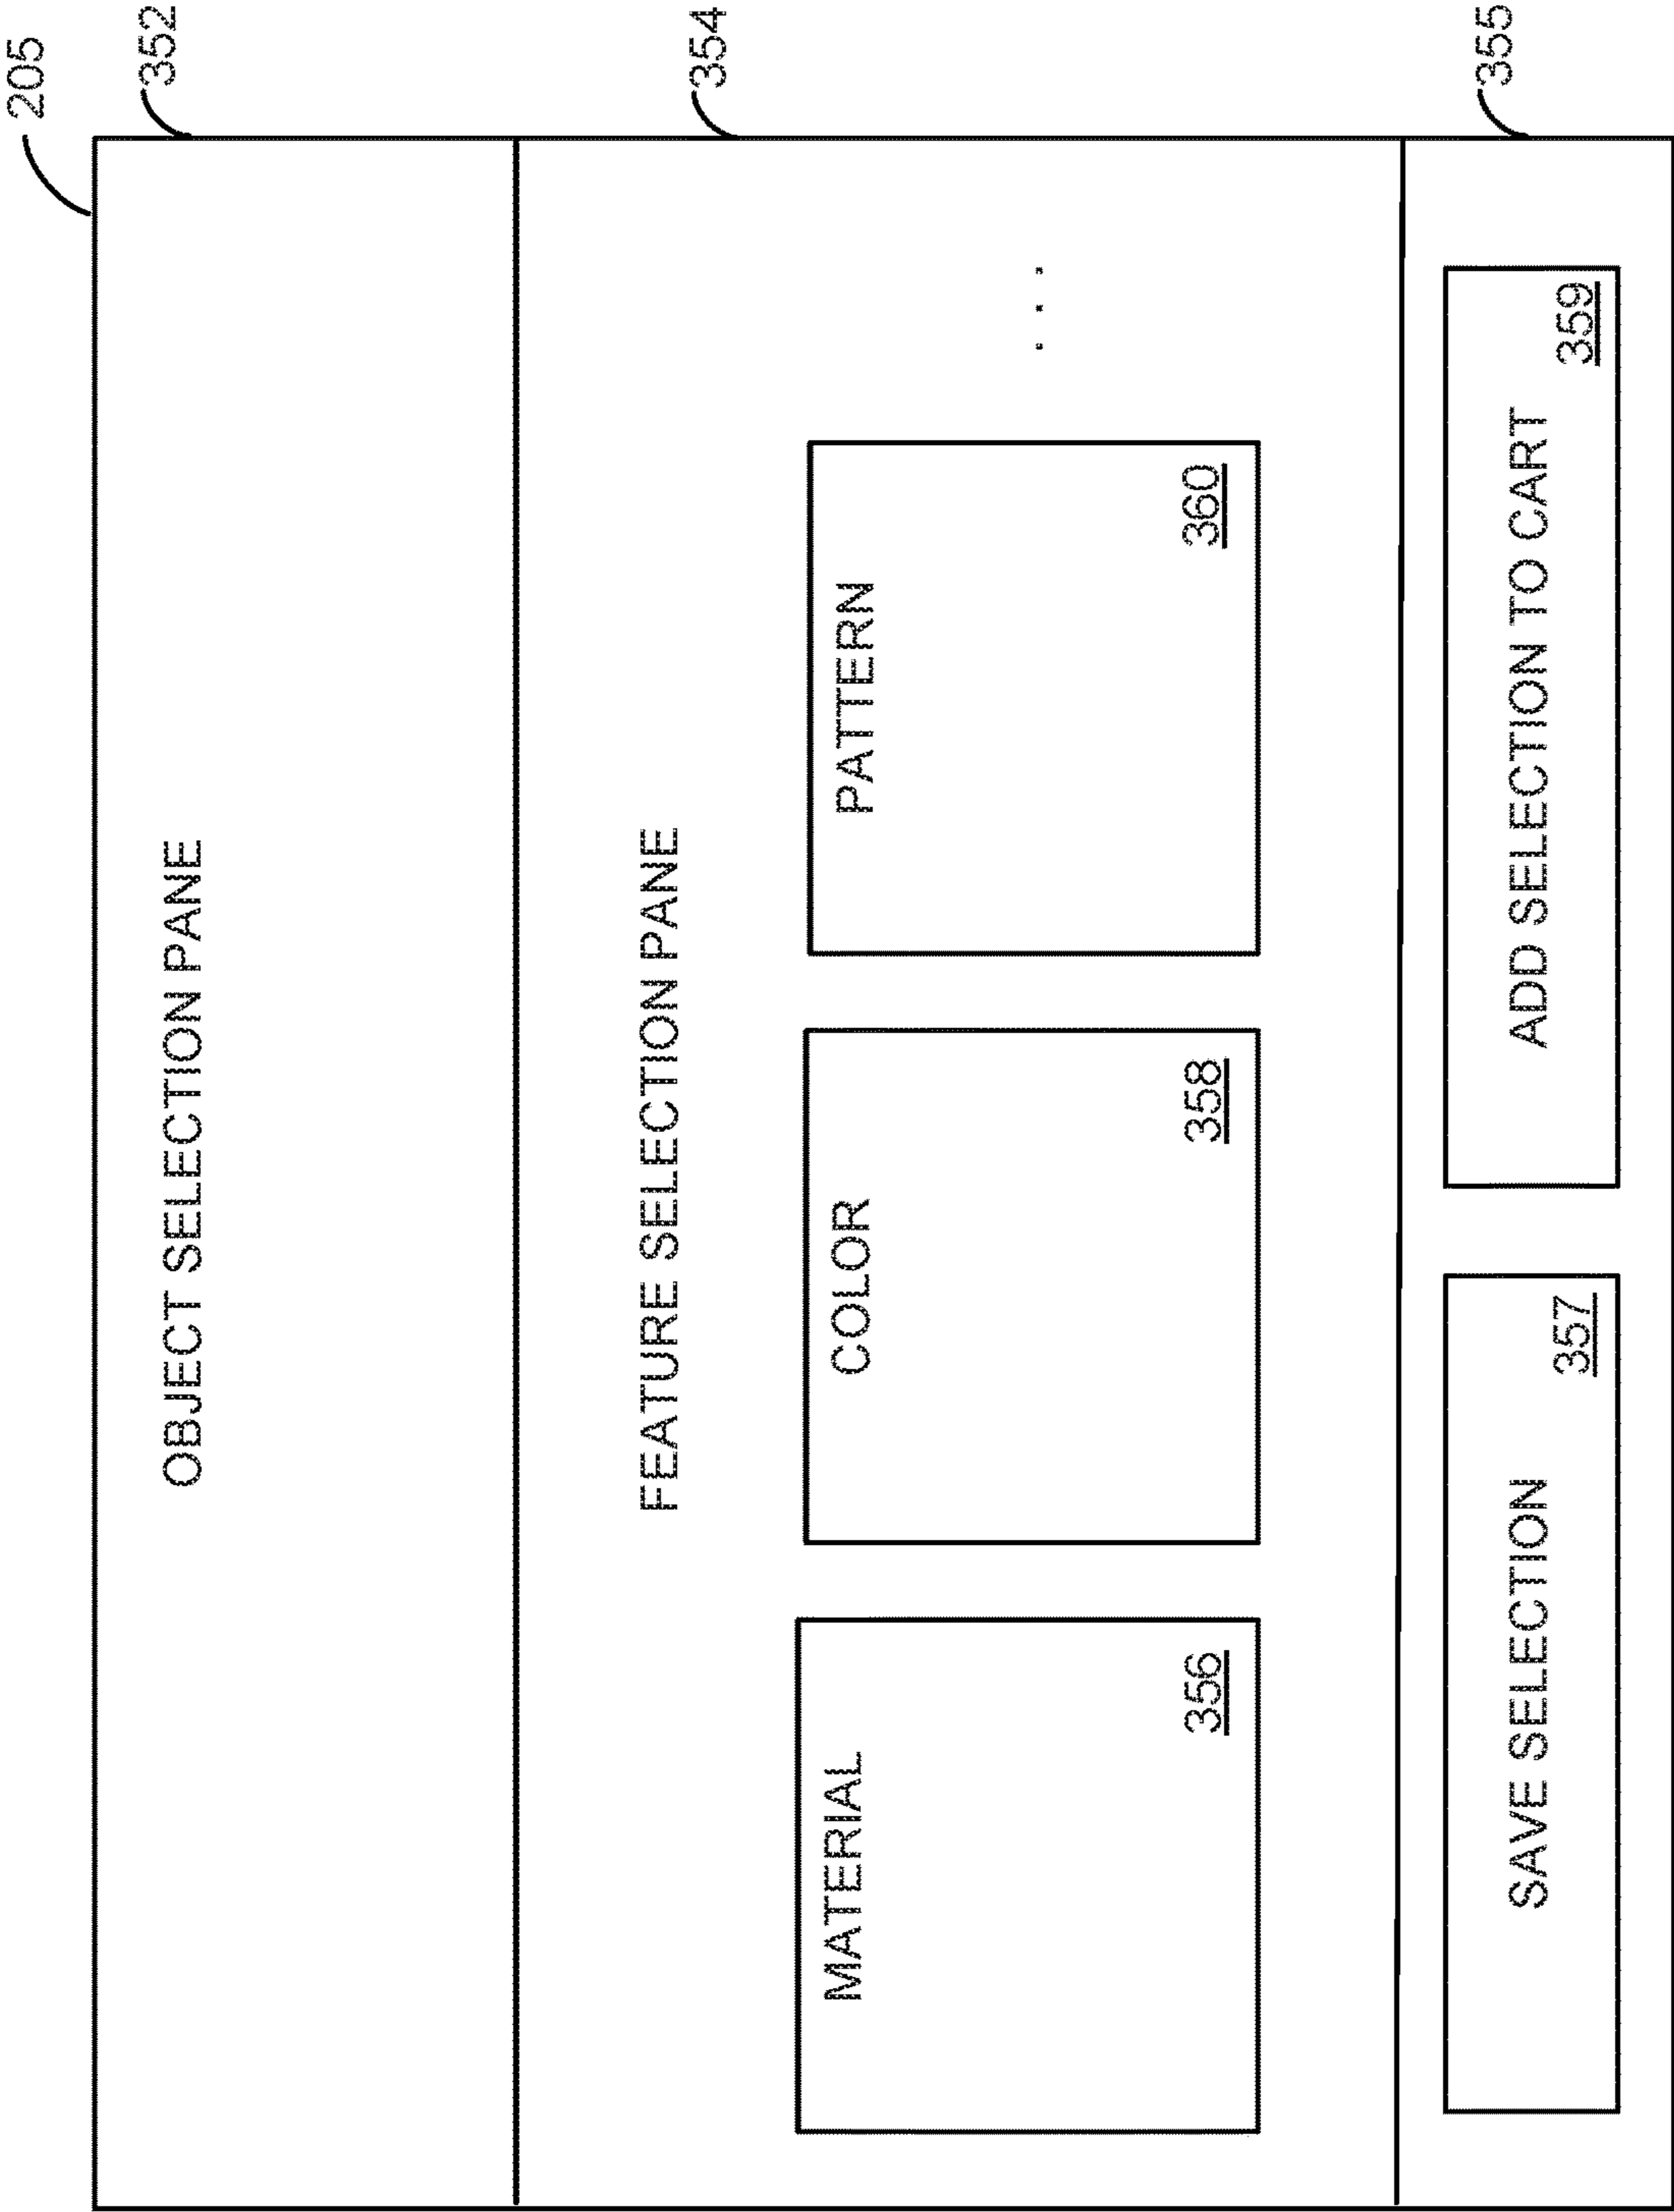 205
352
OBJECT SELECTION PANE
354
FEATURE SELECTION PANE
MATERIAL
356
COLOR
358
PATTERN
360
. . .
355
SAVE SELECTION
357
ADD SELECTION TO CART
359